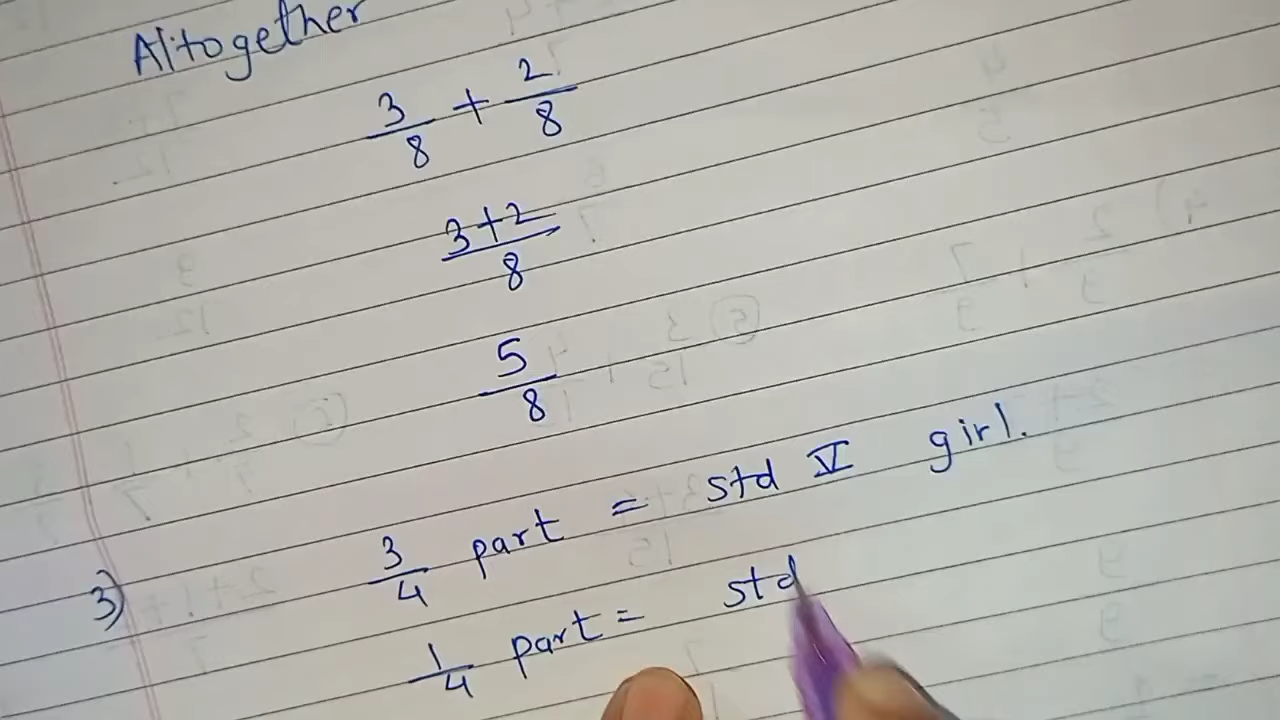 Altogether
3/8 + 2/8
3+2/8
5/8
3) 3/4 part = std V girl.
1/4 part = std